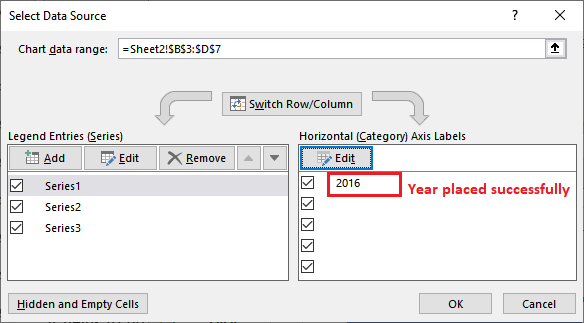 Select Data Source
Chart data range: =Sheet2!$B$3:$D$7
Switch Row/Column
Legend Entries (Series)
Add Edit Remove
Series1
Series2
Series3
Horizontal (Category) Axis Labels
Edit
2016 Year placed successfully
Hidden and Empty Cells OK Cancel